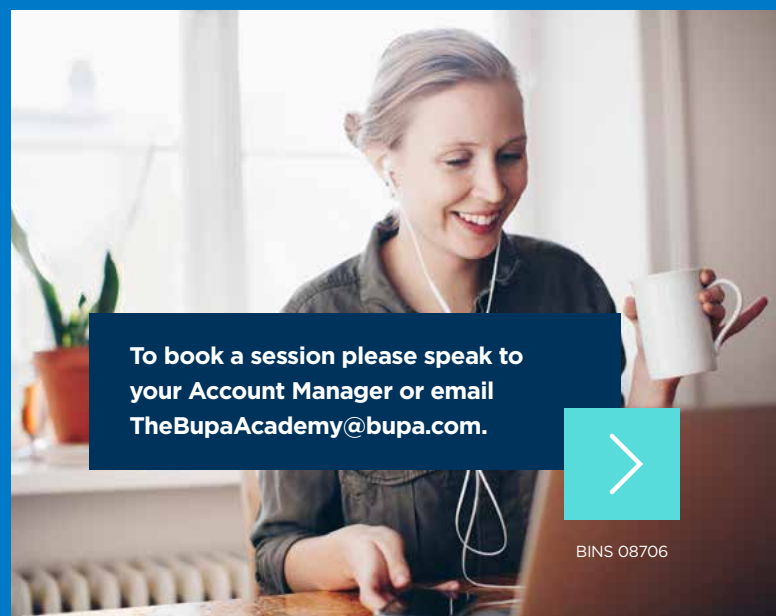 To book a session please speak to
your Account Manager or email
TheBupaAcademy@bupa.com.
BINS 08706